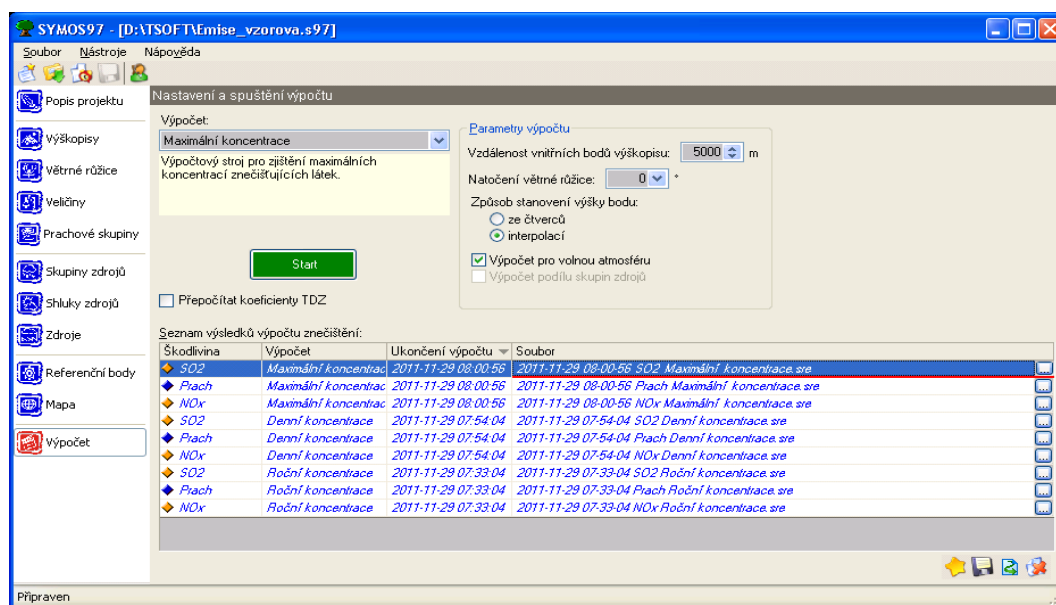 SYMOS97 - [D:\TSOFT\Emise_vzorova.s97]
Soubor Nástroje Nápověda
Popis projektu
Výškopisy
Větrné růžice
Veličiny
Prachové skupiny
Skupiny zdrojů
Shluky zdrojů
Zdroje
Referenční body
Mapa
Výpočet
Nastavení a spuštění výpočtu
Výpočet:
Maximální koncentrace
Výpočtový stroj pro zjištění maximálních
koncentrací znečišťujících látek.
Start
Přepočítat koeficienty TDZ
Parametry výpočtu
Vzdálenost vnitřních bodů výškopisu: 5000 m
Natočení větrné růžice: 0 °
Způsob stanovení výšky bodu:
ze čtverců
interpolací
Výpočet pro volnou atmosféru
Výpočet podílu skupin zdrojů
Seznam výsledků výpočtu znečištění:
Škodlivina Výpočet Ukončení výpočtu Soubor
SO2 Maximální koncentrac 2011-11-29 08:00:56 2011-11-29 08-00-56 SO2 Maximální koncentrace.sre ...
Prach Maximální koncentrac 2011-11-29 08:00:56 2011-11-29 08-00-56 Prach Maximální koncentrace.sre ...
NOx Maximální koncentrac 2011-11-29 08:00:56 2011-11-29 08-00-56 NOx Maximální koncentrace.sre ...
SO2 Denní koncentrace 2011-11-29 07:54:04 2011-11-29 07-54-04 SO2 Denní koncentrace.sre ...
Prach Denní koncentrace 2011-11-29 07:54:04 2011-11-29 07-54-04 Prach Denní koncentrace.sre ...
NOx Denní koncentrace 2011-11-29 07:54:04 2011-11-29 07-54-04 NOx Denní koncentrace.sre ...
SO2 Roční koncentrace 2011-11-29 07:33:04 2011-11-29 07-33-04 SO2 Roční koncentrace.sre ...
Prach Roční koncentrace 2011-11-29 07:33:04 2011-11-29 07-33-04 Prach Roční koncentrace.sre ...
NOx Roční koncentrace 2011-11-29 07:33:04 2011-11-29 07-33-04 NOx Roční koncentrace.sre ...
Připraven